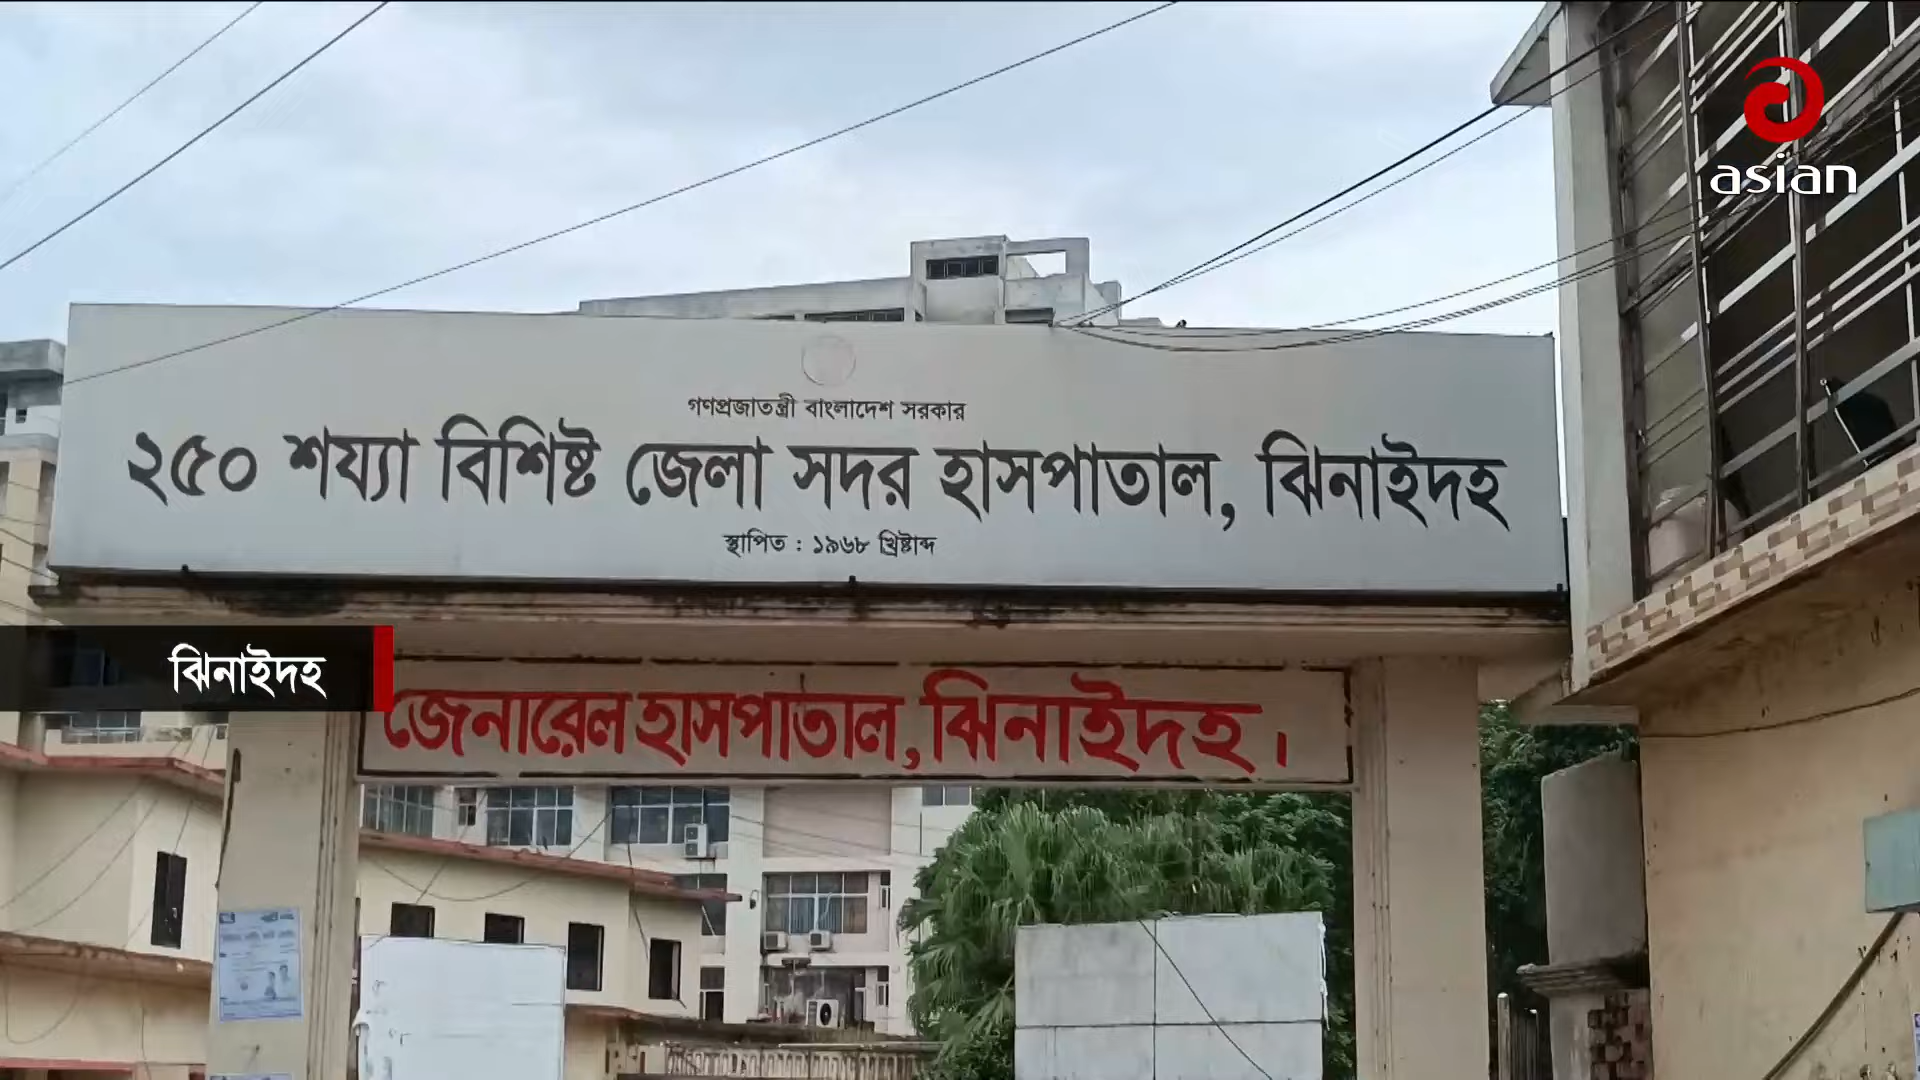 asian
গণপ্রজাতন্ত্রী বাংলাদেশ সরকার
২৫০ শয্যা বিশিষ্ট জেলা সদর হাসপাতাল, ঝিনাইদহ
স্থাপিত : ১৯৬৮ খ্রিষ্টাব্দ
ঝিনাইদহ
জেনারেল হাসপাতাল, ঝিনাইদহ।